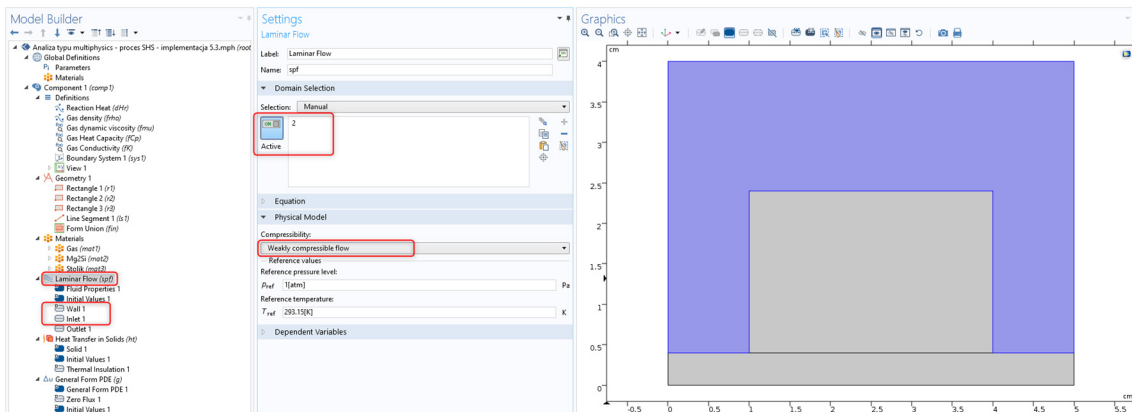 Model Builder
Analiza typu multiphysics - proces SHS - implementacja 5.3.mph (root
Global Definitions
Pi Parameters
Materials
Component 1 (comp1)
Definitions
Reaction Heat (dHr)
Gas density (frho)
Gas dynamic viscosity (fmu)
Gas Heat Capacity (fCp)
Gas Conductivity (fK)
Boundary System 1 (sys1)
View 1
Geometry 1
Rectangle 1 (r1)
Rectangle 2 (r2)
Rectangle 3 (r3)
Line Segment 1 (ls1)
Form Union (fin)
Materials
Gas (mat1)
Mg2Si (mat2)
Stolik (mat3)
Laminar Flow (spf)
Fluid Properties 1
Initial Values 1
Wall 1
Inlet 1
Outlet 1
Heat Transfer in Solids (ht)
Solid 1
Initial Values 1
Thermal Insulation 1
Δu General Form PDE (g)
General Form PDE 1
Zero Flux 1
Initial Values 1
Settings
Laminar Flow
Label: Laminar Flow
Name: spf
Domain Selection
Selection: Manual
2
Active
Equation
Physical Model
Compressibility:
Weakly compressible flow
Reference values
Reference pressure level:
pref 1[atm] Pa
Reference temperature:
Tref 293.15[K] K
Dependent Variables
Graphics
cm
4
3.5
3
2.5
2
1.5
1
0.5
0
cm
-0.5 0 0.5 1 1.5 2 2.5 3 3.5 4 4.5 5 5.5